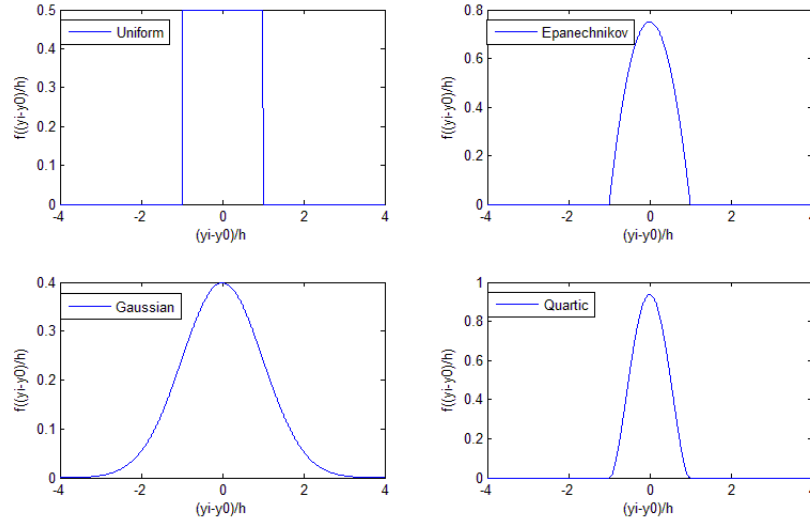 0.5
0.4
0.3
0.2
0.1
0
-4 -2 0 2 4
(yi-y0)/h
f((yi-y0)/h)
Uniform
0.8
0.6
0.4
0.2
0
-4 -2 0 2 4
(yi-y0)/h
f((yi-y0)/h)
Epanechnikov
0.4
0.3
0.2
0.1
0
-4 -2 0 2 4
(yi-y0)/h
f((yi-y0)/h)
Gaussian
1
0.8
0.6
0.4
0.2
0
-4 -2 0 2 4
(yi-y0)/h
f((yi-y0)/h)
Quartic